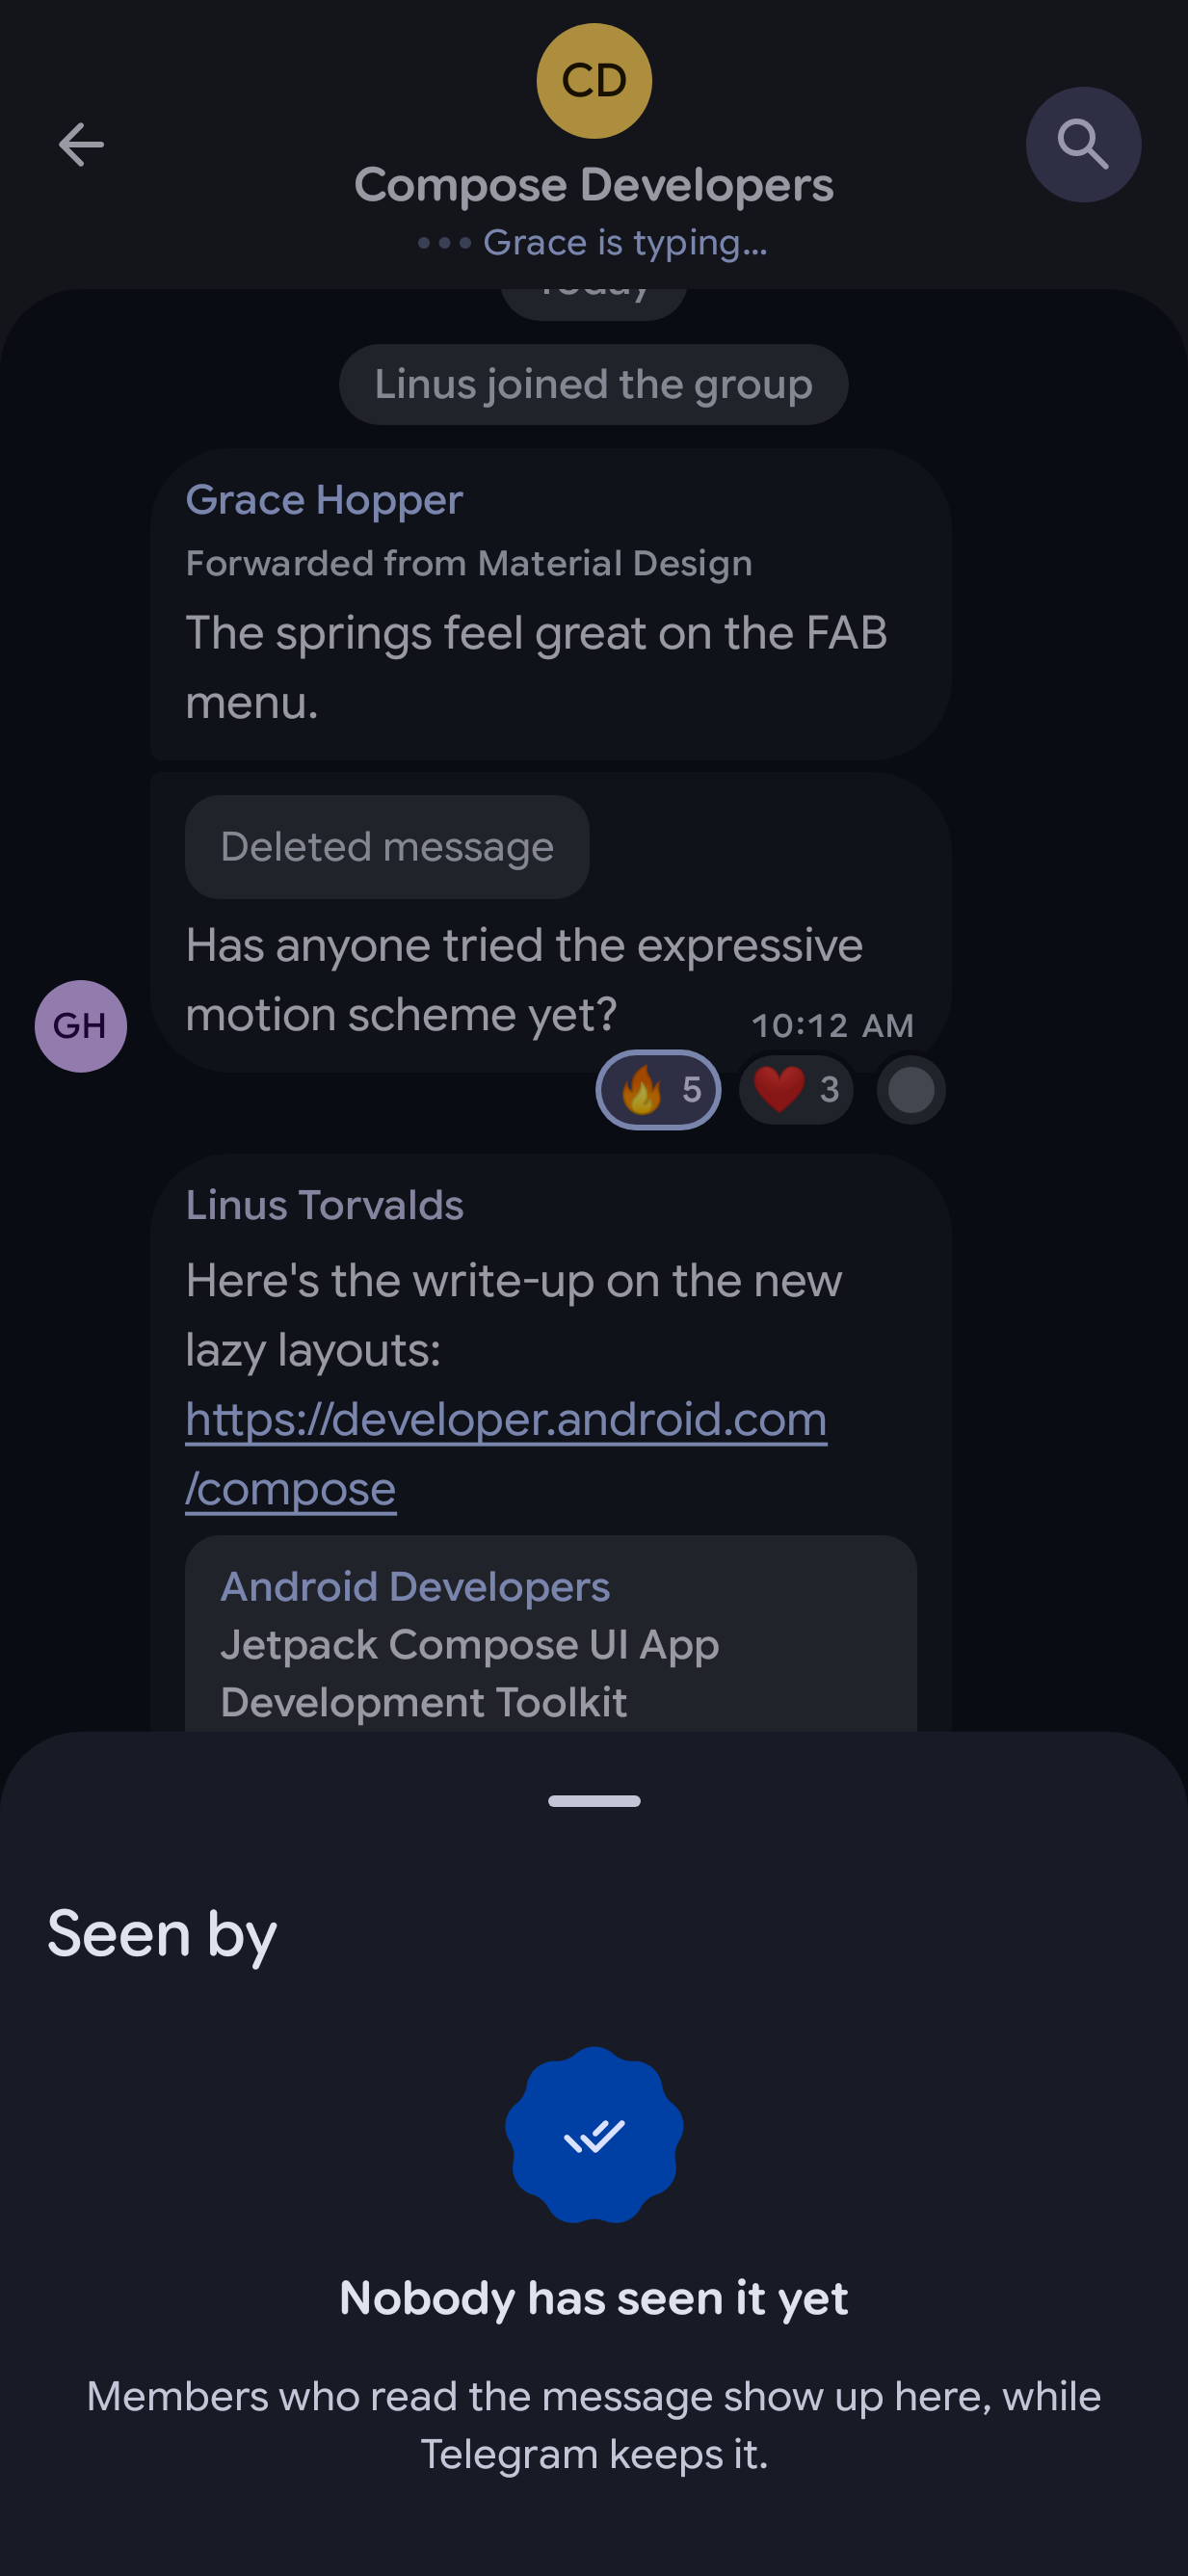 CD
Compose Developers
Grace is typing...
Today
Linus joined the group
Grace Hopper
Forwarded from Material Design
The springs feel great on the FAB
menu.
Deleted message
Has anyone tried the expressive
motion scheme yet?
10:12 AM
GH
🔥 5 ❤️ 3
Linus Torvalds
Here's the write-up on the new
lazy layouts:
https://developer.android.com
/compose
Android Developers
Jetpack Compose UI App
Development Toolkit
Seen by
Nobody has seen it yet
Members who read the message show up here, while
Telegram keeps it.